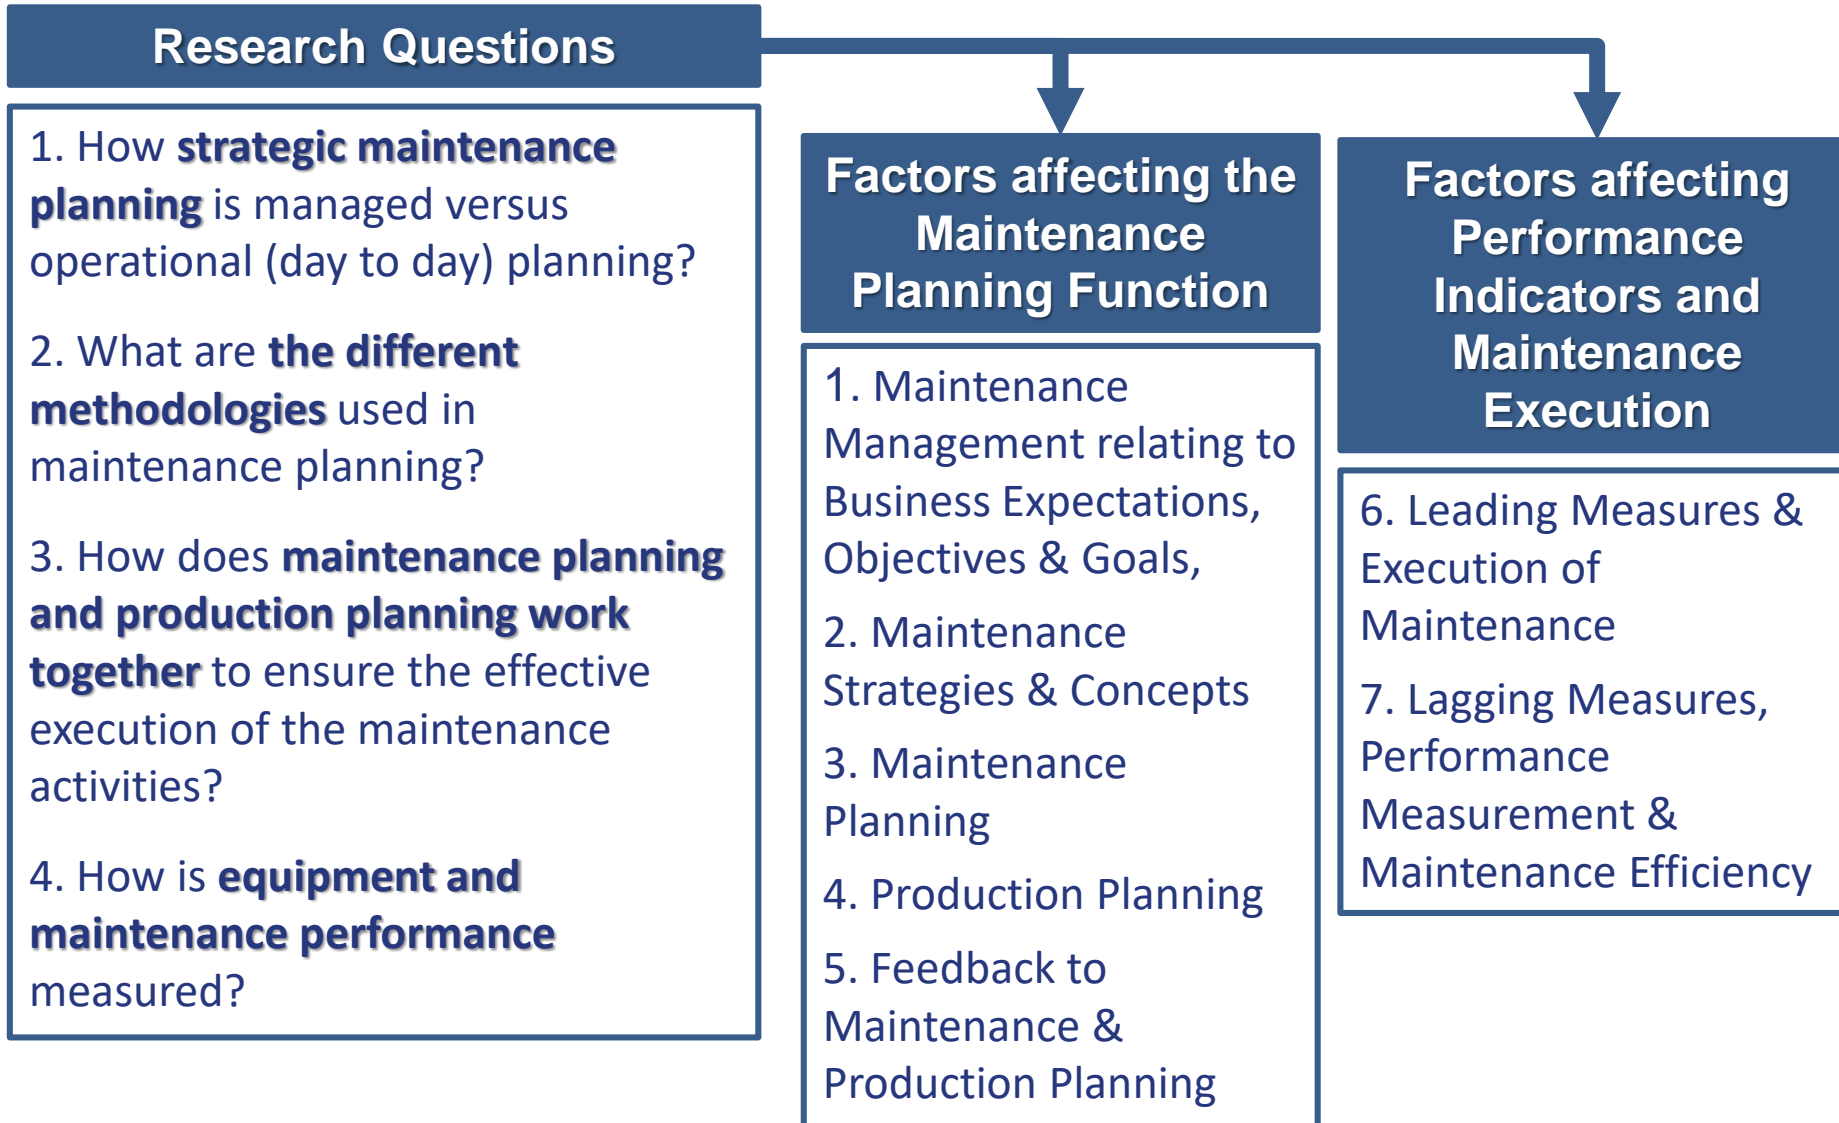 Research Questions
1. How strategic maintenance
planning is managed versus
operational (day to day) planning?
2. What are the different
methodologies used in
maintenance planning?
3. How does maintenance planning
and production planning work
together to ensure the effective
execution of the maintenance
activities?
4. How is equipment and
maintenance performance
measured?
Factors affecting the
Maintenance
Planning Function
1. Maintenance
Management relating to
Business Expectations,
Objectives & Goals,
2. Maintenance
Strategies & Concepts
3. Maintenance
Planning
4. Production Planning
5. Feedback to
Maintenance &
Production Planning
Factors affecting
Performance
Indicators and
Maintenance
Execution
6. Leading Measures &
Execution of
Maintenance
7. Lagging Measures,
Performance
Measurement &
Maintenance Efficiency